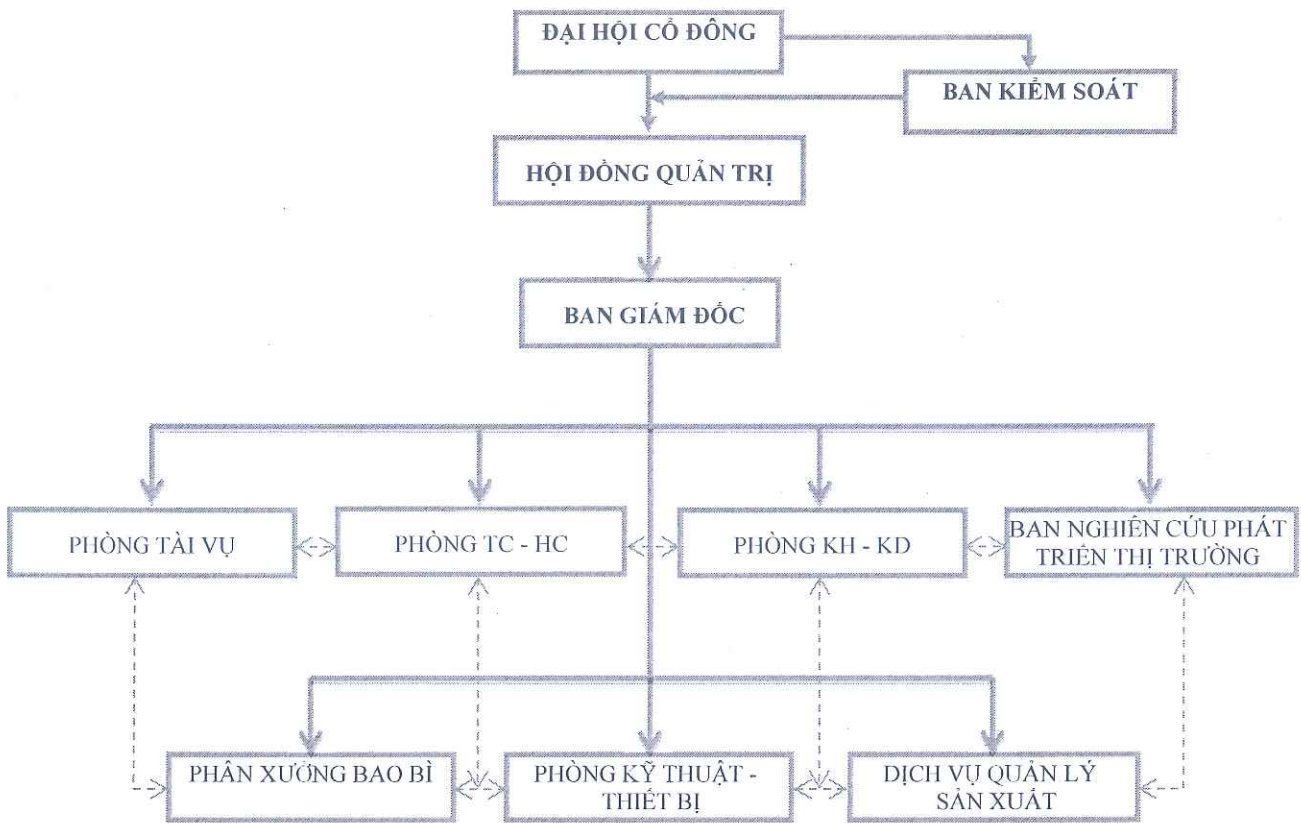 ĐẠI HỘI CỔ ĐÔNG
BAN KIỂM SOÁT
HỘI ĐỒNG QUẢN TRỊ
BAN GIÁM ĐỐC
PHÒNG TÀI VỤ
PHÒNG TC - HC
PHÒNG KH - KD
BAN NGHIÊN CỨU PHÁT
TRIỂN THỊ TRƯỜNG
PHÂN XƯỞNG BAO BÌ
PHÒNG KỸ THUẬT -
THIẾT BỊ
DỊCH VỤ QUẢN LÝ
SẢN XUẤT